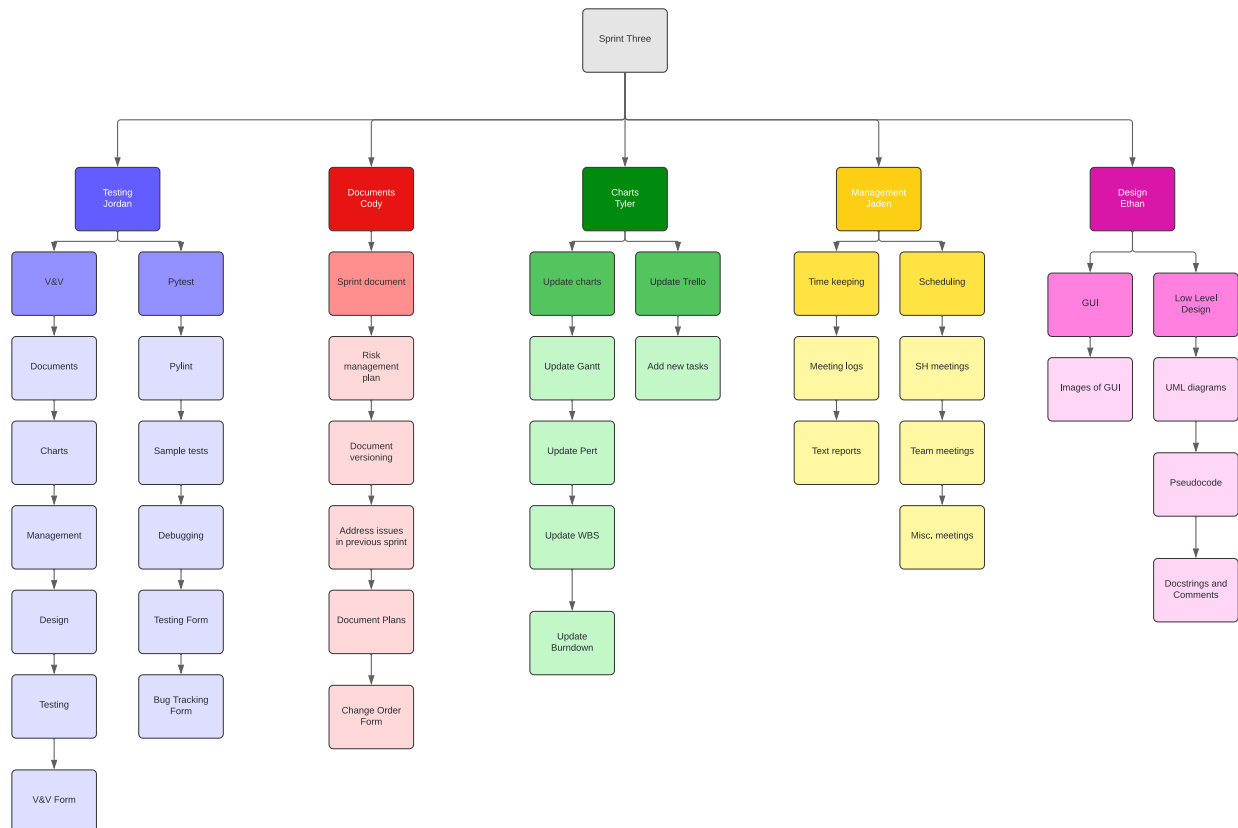 Sprint Three
Testing
Jordan
Documents
Cody
Charts
Tyler
Management
Jaden
Design
Ethan
V&V
Pytest
Sprint document
Update charts
Update Trello
Time keeping
Scheduling
GUI
Low Level
Design
Documents
Pylint
Risk
management
plan
Update Gantt
Add new tasks
Meeting logs
SH meetings
Images of GUI
UML diagrams
Charts
Sample tests
Document
versioning
Update Pert
Text reports
Team meetings
Pseudocode
Management
Debugging
Address issues
in previous sprint
Update WBS
Misc. meetings
Docstrings and
Comments
Design
Testing Form
Document Plans
Update
Burndown
Testing
Bug Tracking
Form
Change Order
Form
V&V Form